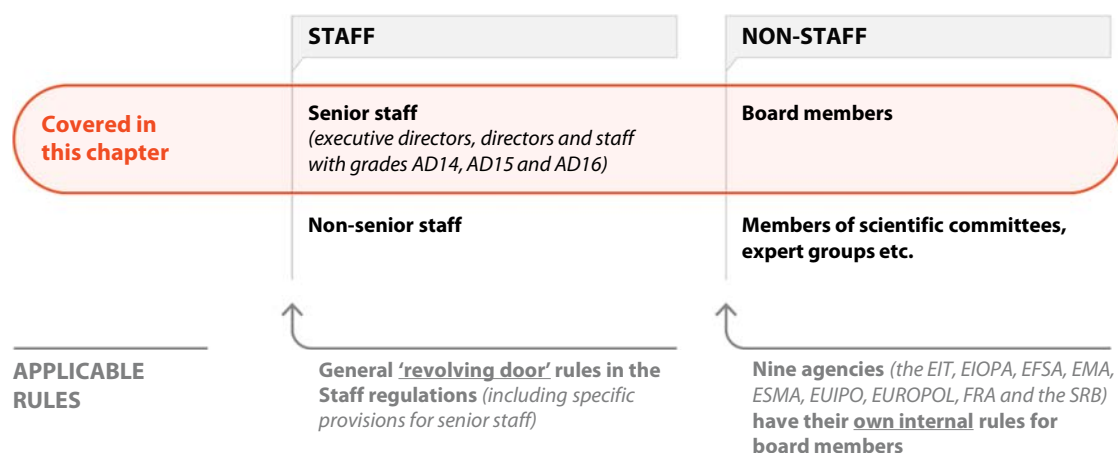 STAFF
NON-STAFF
Covered in
this chapter
Senior staff
(executive directors, directors and staff
with grades AD14, AD15 and AD16)
Board members
Non-senior staff
Members of scientific committees,
expert groups etc.
APPLICABLE
RULES
General ‘revolving door’ rules in the
Staff regulations (including specific
provisions for senior staff)
Nine agencies (the EIT, EIOPA, EFSA, EMA,
ESMA, EUIPO, EUROPOL, FRA and the SRB)
have their own internal rules for
board members